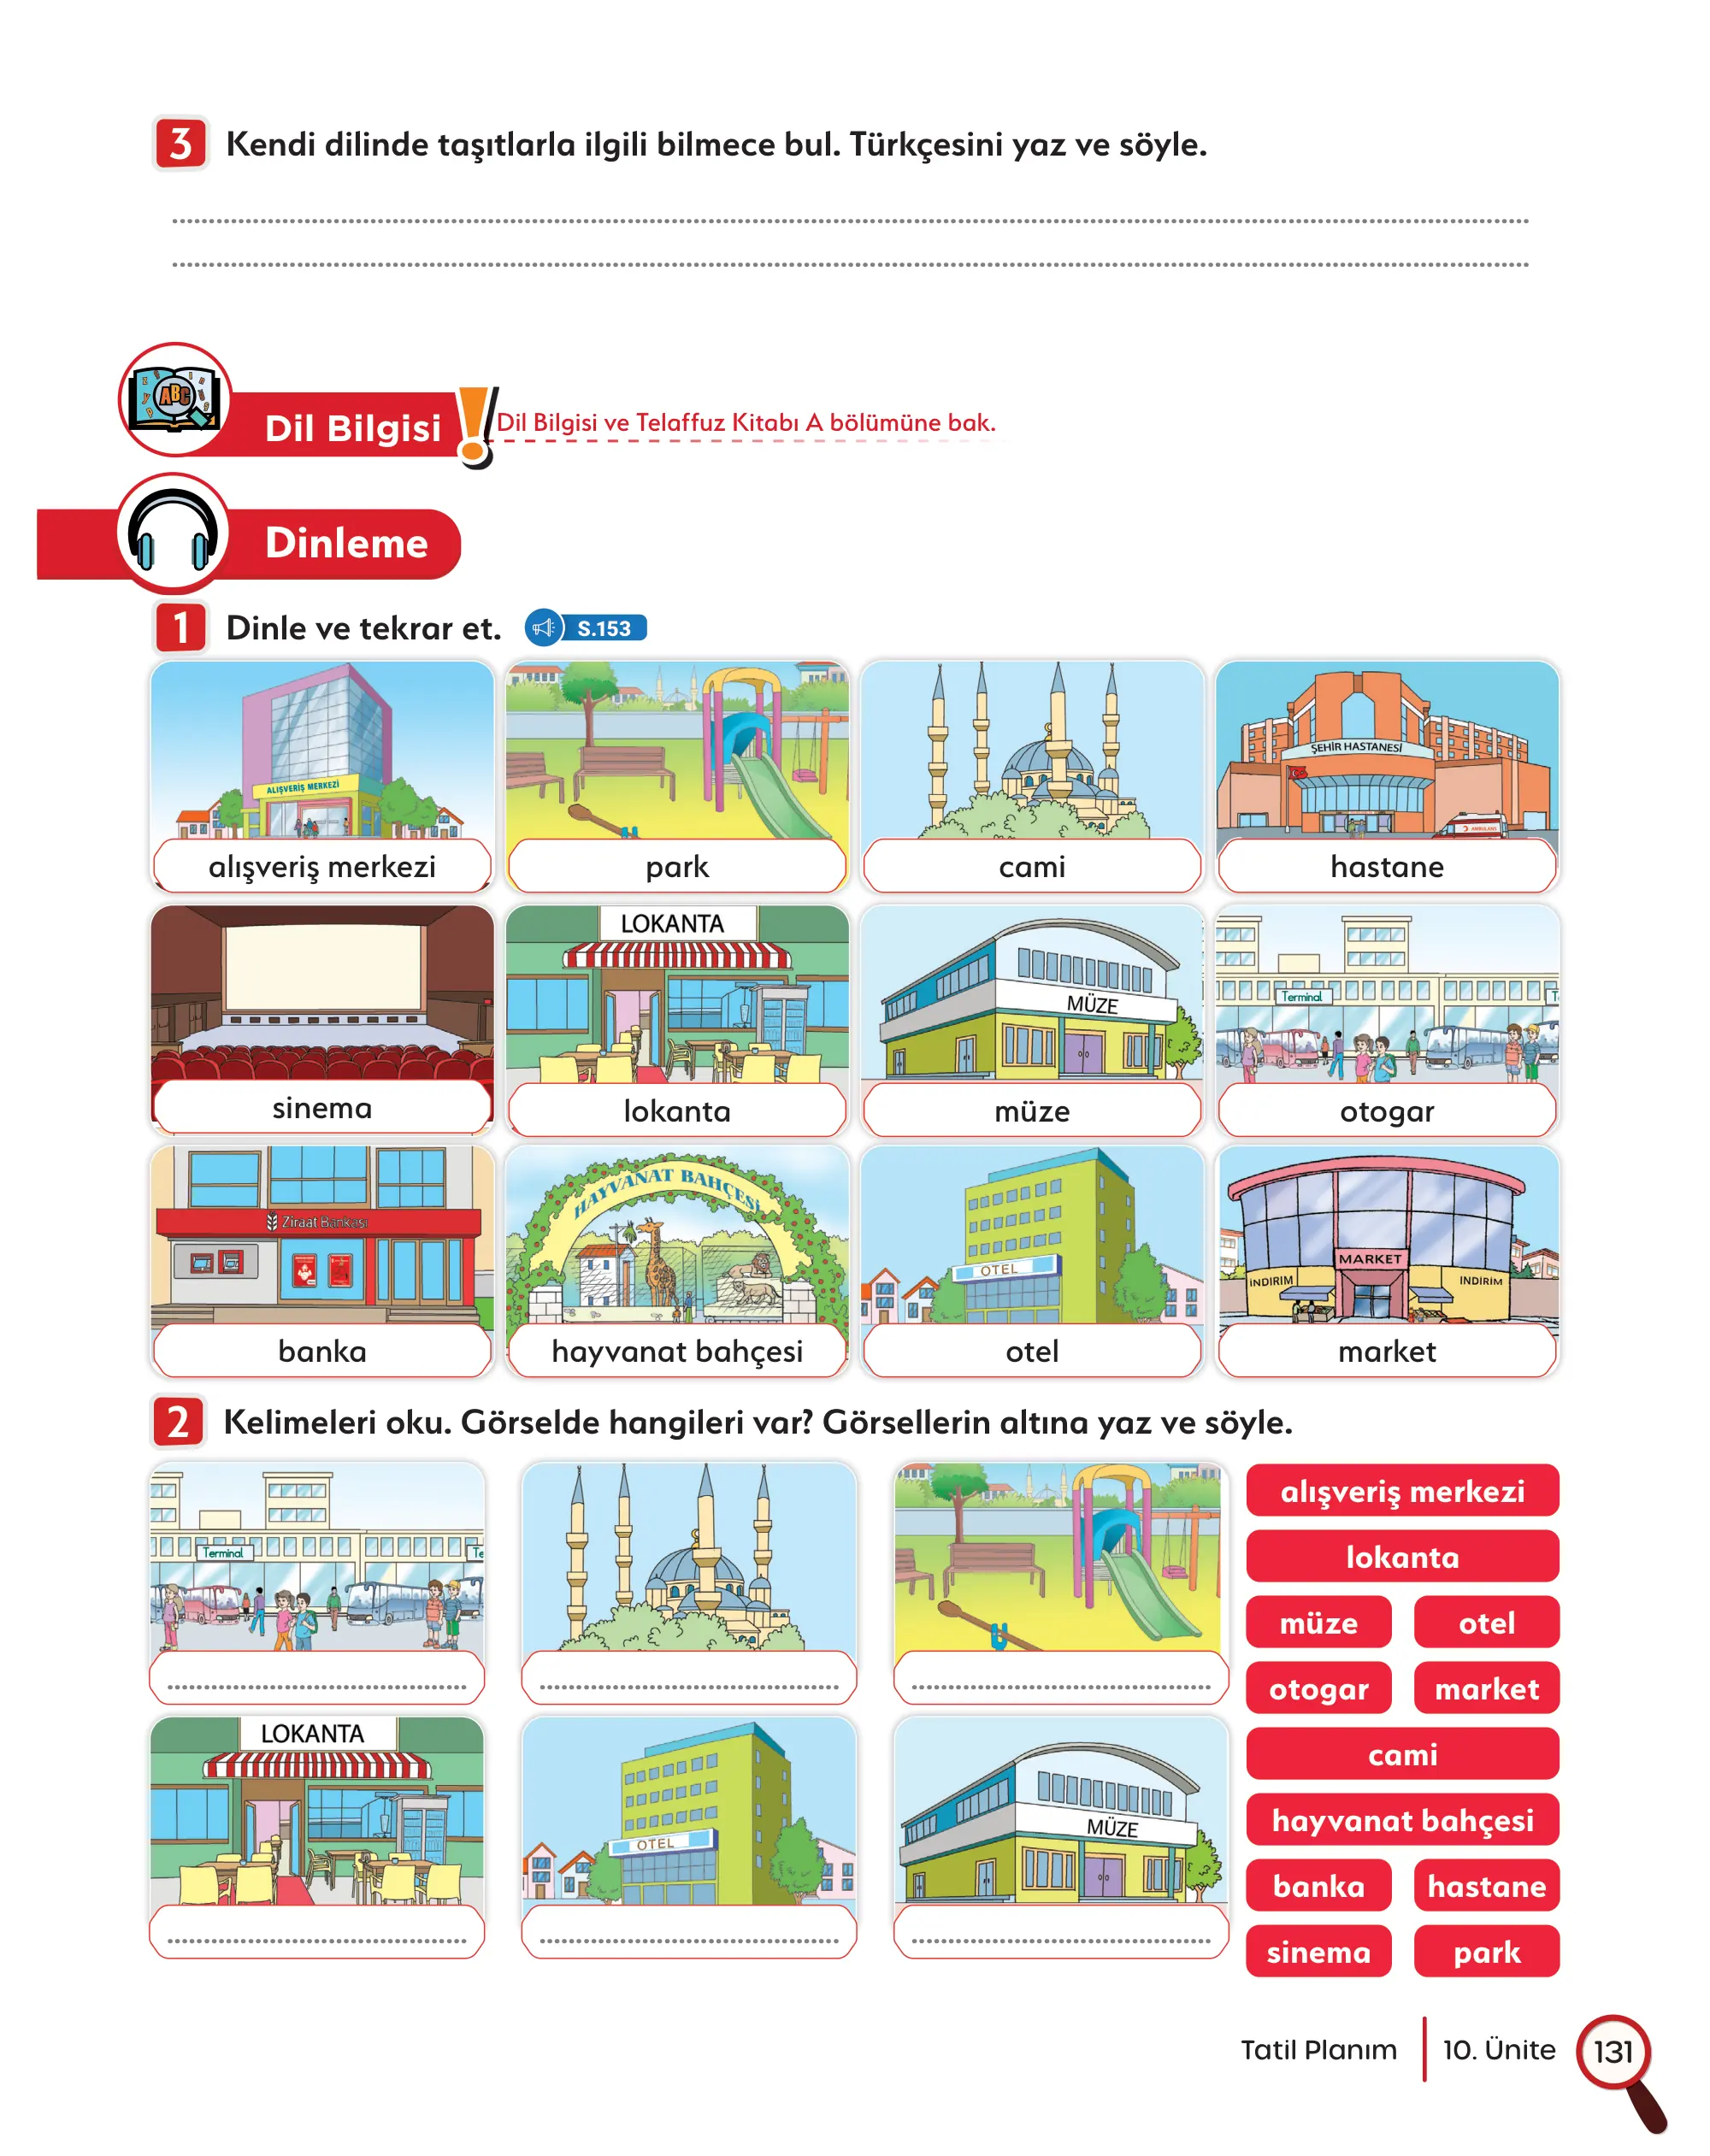 3 Kendi dilinde taşıtlarla ilgili bilmece bul. Türkçesini yaz ve söyle.
ABC
Dil Bilgisi
Dil Bilgisi ve Telaffuz Kitabı A bölümüne bak.
Dinleme
1 Dinle ve tekrar et. S.153
ALIŞVERİŞ MERKEZİ
ŞEHİR HASTANESİ
AMBULANS
alışveriş merkezi
park
cami
hastane
LOKANTA
MÜZE
Terminal
sinema
lokanta
müze
otogar
Ziraat Bankası
HAYVANAT BAHÇESİ
OTEL
MARKET
İNDİRİM
İNDİRİM
banka
hayvanat bahçesi
otel
market
2 Kelimeleri oku. Görselde hangileri var? Görsellerin altına yaz ve söyle.
Terminal
Te
LOKANTA
OTEL
MÜZE
alışveriş merkezi
lokanta
müze otel
otogar market
cami
hayvanat bahçesi
banka hastane
sinema park
Tatil Planım 10. Ünite 131